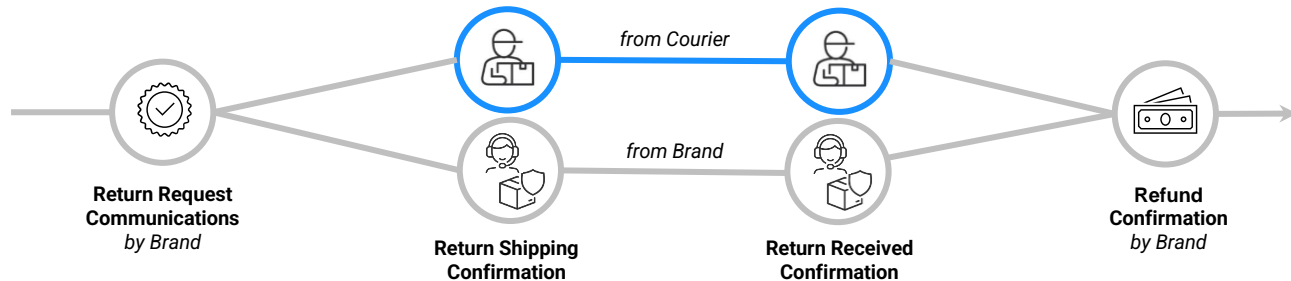 from Courier
from Brand
Return Request
Communications
by Brand
Return Shipping
Confirmation
Return Received
Confirmation
Refund
Confirmation
by Brand